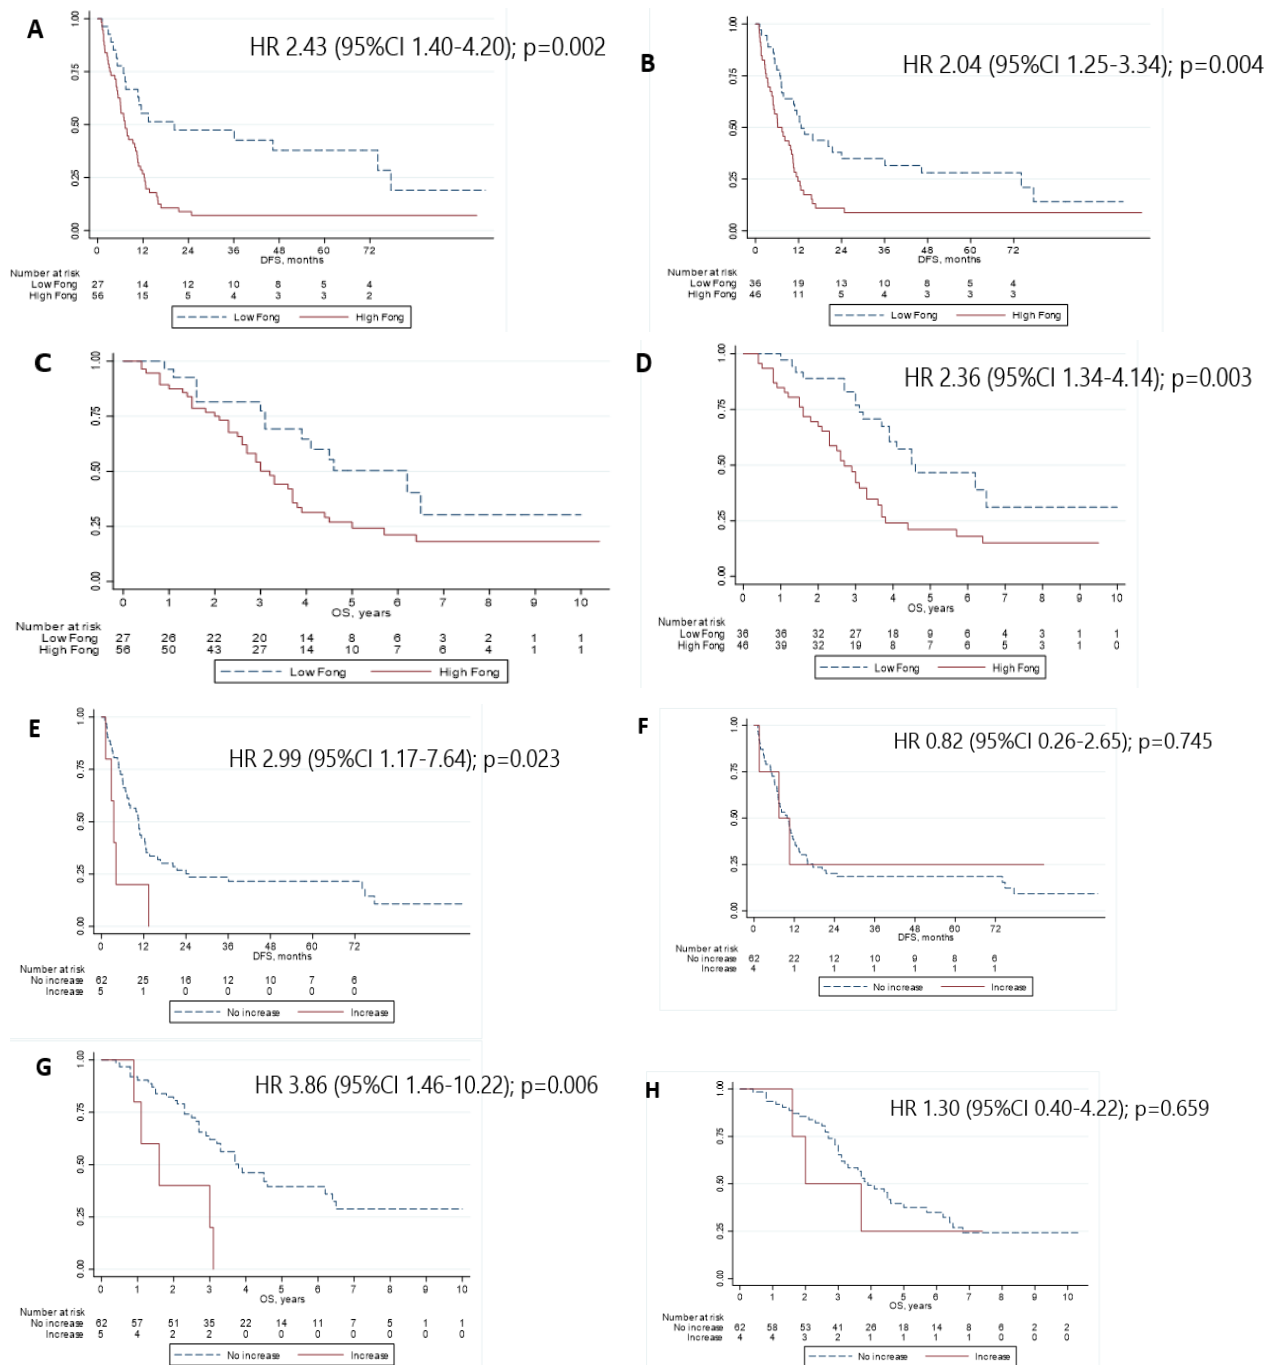 A
HR 2.43 (95%CI 1.40-4.20); p=0.002
1.00
0.75
0.50
0.25
0.00
0 12 24 36 48 60 72
DFS, months
Number at risk
Low Fong 27 14 12 10 8 5 4
High Fong 56 15 5 4 3 3 2
Low Fong High Fong
B
HR 2.04 (95%CI 1.25-3.34); p=0.004
1.00
0.75
0.50
0.25
0.00
0 12 24 36 48 60 72
DFS, months
Number at risk
Low Fong 36 19 13 10 8 5 4
High Fong 46 11 5 4 3 3 3
Low Fong High Fong
C
1.00
0.75
0.50
0.25
0.00
0 1 2 3 4 5 6 7 8 9 10
OS, years
Number at risk
Low Fong 27 26 22 20 14 8 6 3 2 1 1
High Fong 56 50 43 27 14 10 7 6 4 1 1
Low Fong High Fong
D
HR 2.36 (95%CI 1.34-4.14); p=0.003
1.00
0.75
0.50
0.25
0.00
0 1 2 3 4 5 6 7 8 9 10
OS, years
Number at risk
Low Fong 36 36 32 27 18 9 6 4 3 1 1
High Fong 46 39 32 19 8 7 6 5 3 1 0
Low Fong High Fong
E
HR 2.99 (95%CI 1.17-7.64); p=0.023
1.00
0.75
0.50
0.25
0.00
0 12 24 36 48 60 72
DFS, months
Number at risk
No increase 62 25 16 12 10 7 6
Increase 5 1 0 0 0 0 0
No increase Increase
F
HR 0.82 (95%CI 0.26-2.65); p=0.745
1.00
0.75
0.50
0.25
0.00
0 12 24 36 48 60 72
DFS, months
Number at risk
No increase 62 22 12 10 9 8 6
Increase 4 1 1 1 1 1 1
No increase Increase
G
HR 3.86 (95%CI 1.46-10.22); p=0.006
1.00
0.75
0.50
0.25
0.00
0 1 2 3 4 5 6 7 8 9 10
OS, years
Number at risk
No increase 62 57 51 35 22 14 11 7 5 1 1
Increase 5 4 2 2 0 0 0 0 0 0 0
No increase Increase
H
HR 1.30 (95%CI 0.40-4.22); p=0.659
1.00
0.75
0.50
0.25
0.00
0 1 2 3 4 5 6 7 8 9 10
OS, years
Number at risk
No increase 62 58 53 41 26 18 14 8 6 2 2
Increase 4 4 3 2 1 1 1 1 0 0 0
No increase Increase